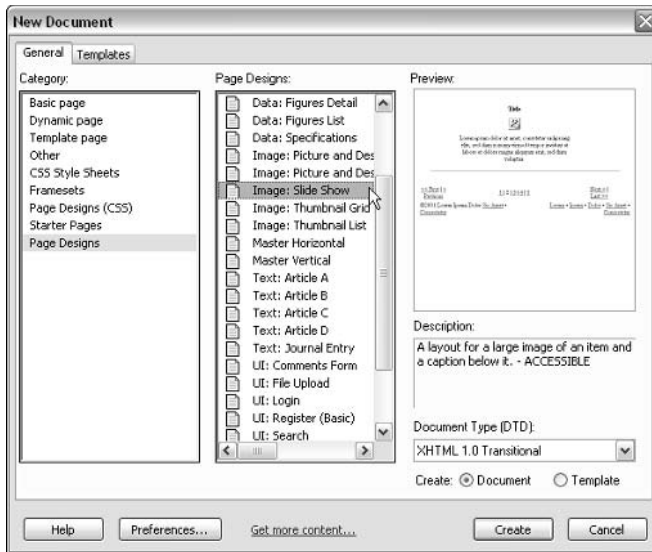 New Document
General
Templates
Category:
Basic page
Dynamic page
Template page
Other
CSS Style Sheets
Framesets
Page Designs (CSS)
Starter Pages
Page Designs
Page Designs:
Data: Figures Detail
Data: Figures List
Data: Specifications
Image: Picture and Des
Image: Picture and Des
Image: Slide Show
Image: Thumbnail Grid
Image: Thumbnail List
Master Horizontal
Master Vertical
Text: Article A
Text: Article B
Text: Article C
Text: Article D
Text: Journal Entry
UI: Comments Form
UI: File Upload
UI: Login
UI: Register (Basic)
UI: Search
Preview:
Title
Description:
A layout for a large image of an item and
a caption below it. - ACCESSIBLE
Document Type (DTD):
XHTML 1.0 Transitional
Create: Document Template
Help
Preferences...
Get more content...
Create
Cancel